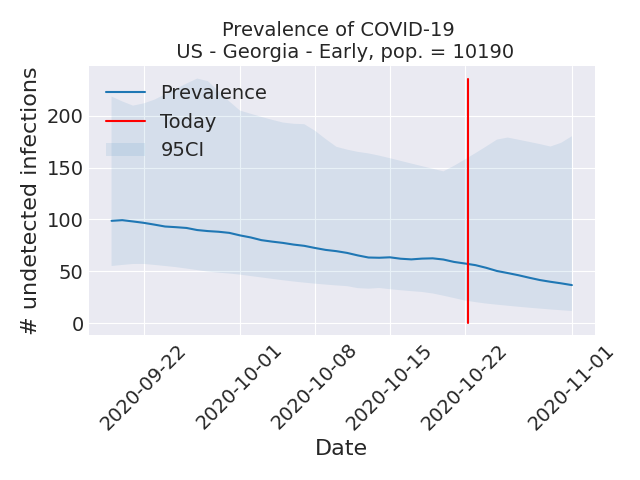 Prevalence of COVID-19
US - Georgia - Early, pop. = 10190
# undetected infections
200
150
100
50
0
Prevalence
Today
95CI
2020-09-22
2020-10-01
2020-10-08
2020-10-15
2020-10-22
2020-11-01
Date